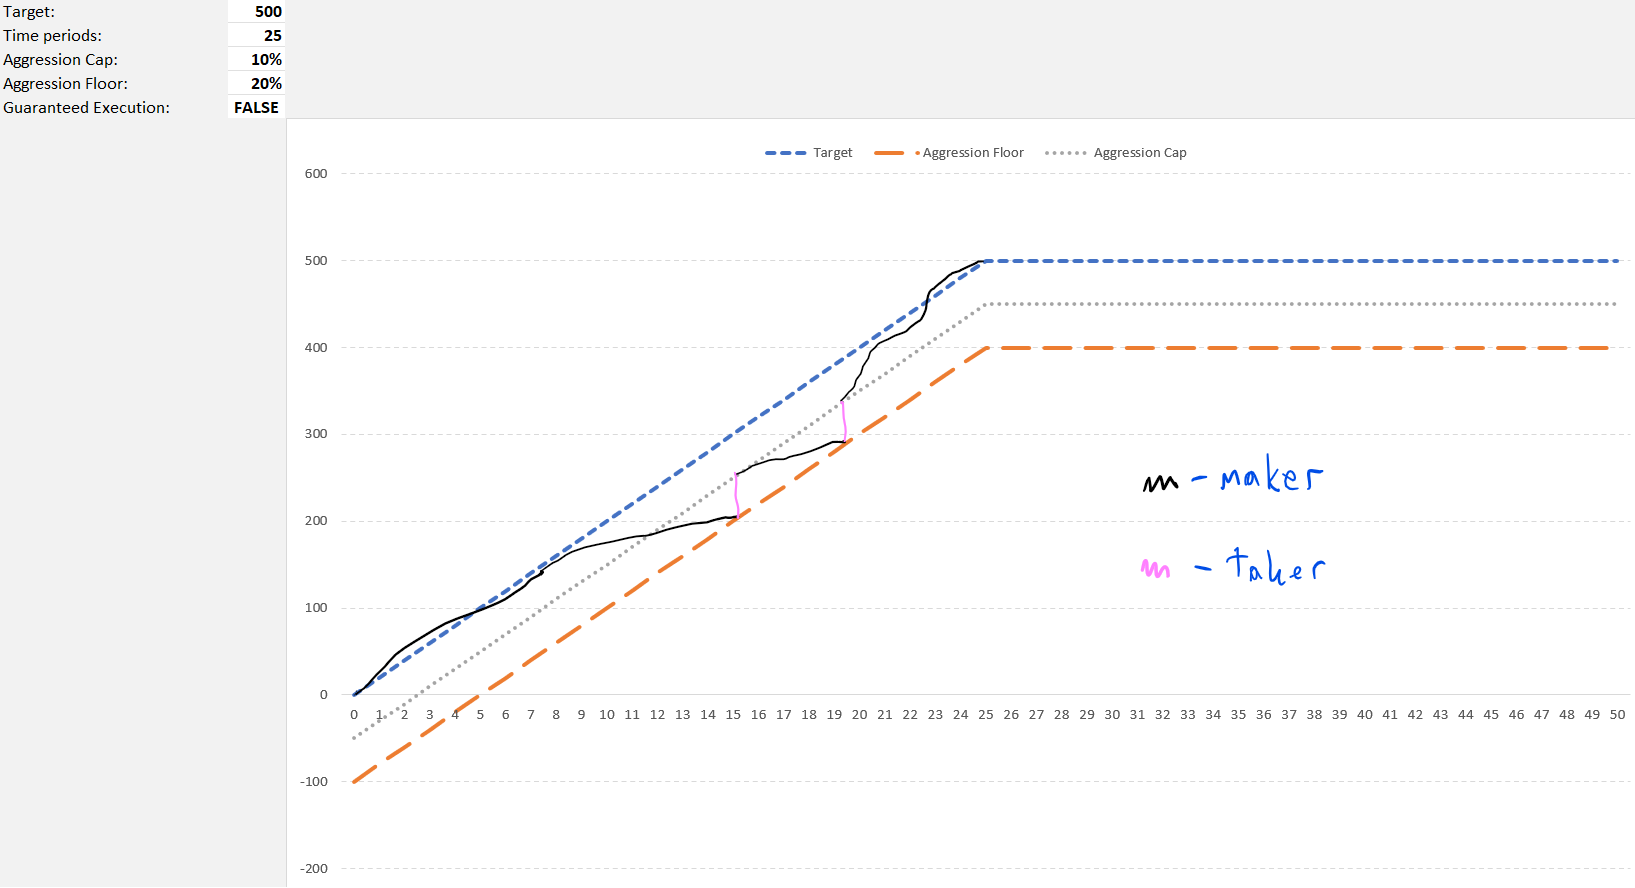 Target: 500
Time periods: 25
Aggression Cap: 10%
Aggression Floor: 20%
Guaranteed Execution: FALSE
Target Aggression Floor Aggression Cap
600
500
400
300
200
100
0
-100
-200
0 1 2 3 4 5 6 7 8 9 10 11 12 13 14 15 16 17 18 19 20 21 22 23 24 25 26 27 28 29 30 31 32 33 34 35 36 37 38 39 40 41 42 43 44 45 46 47 48 49 50
m - maker
m - taker